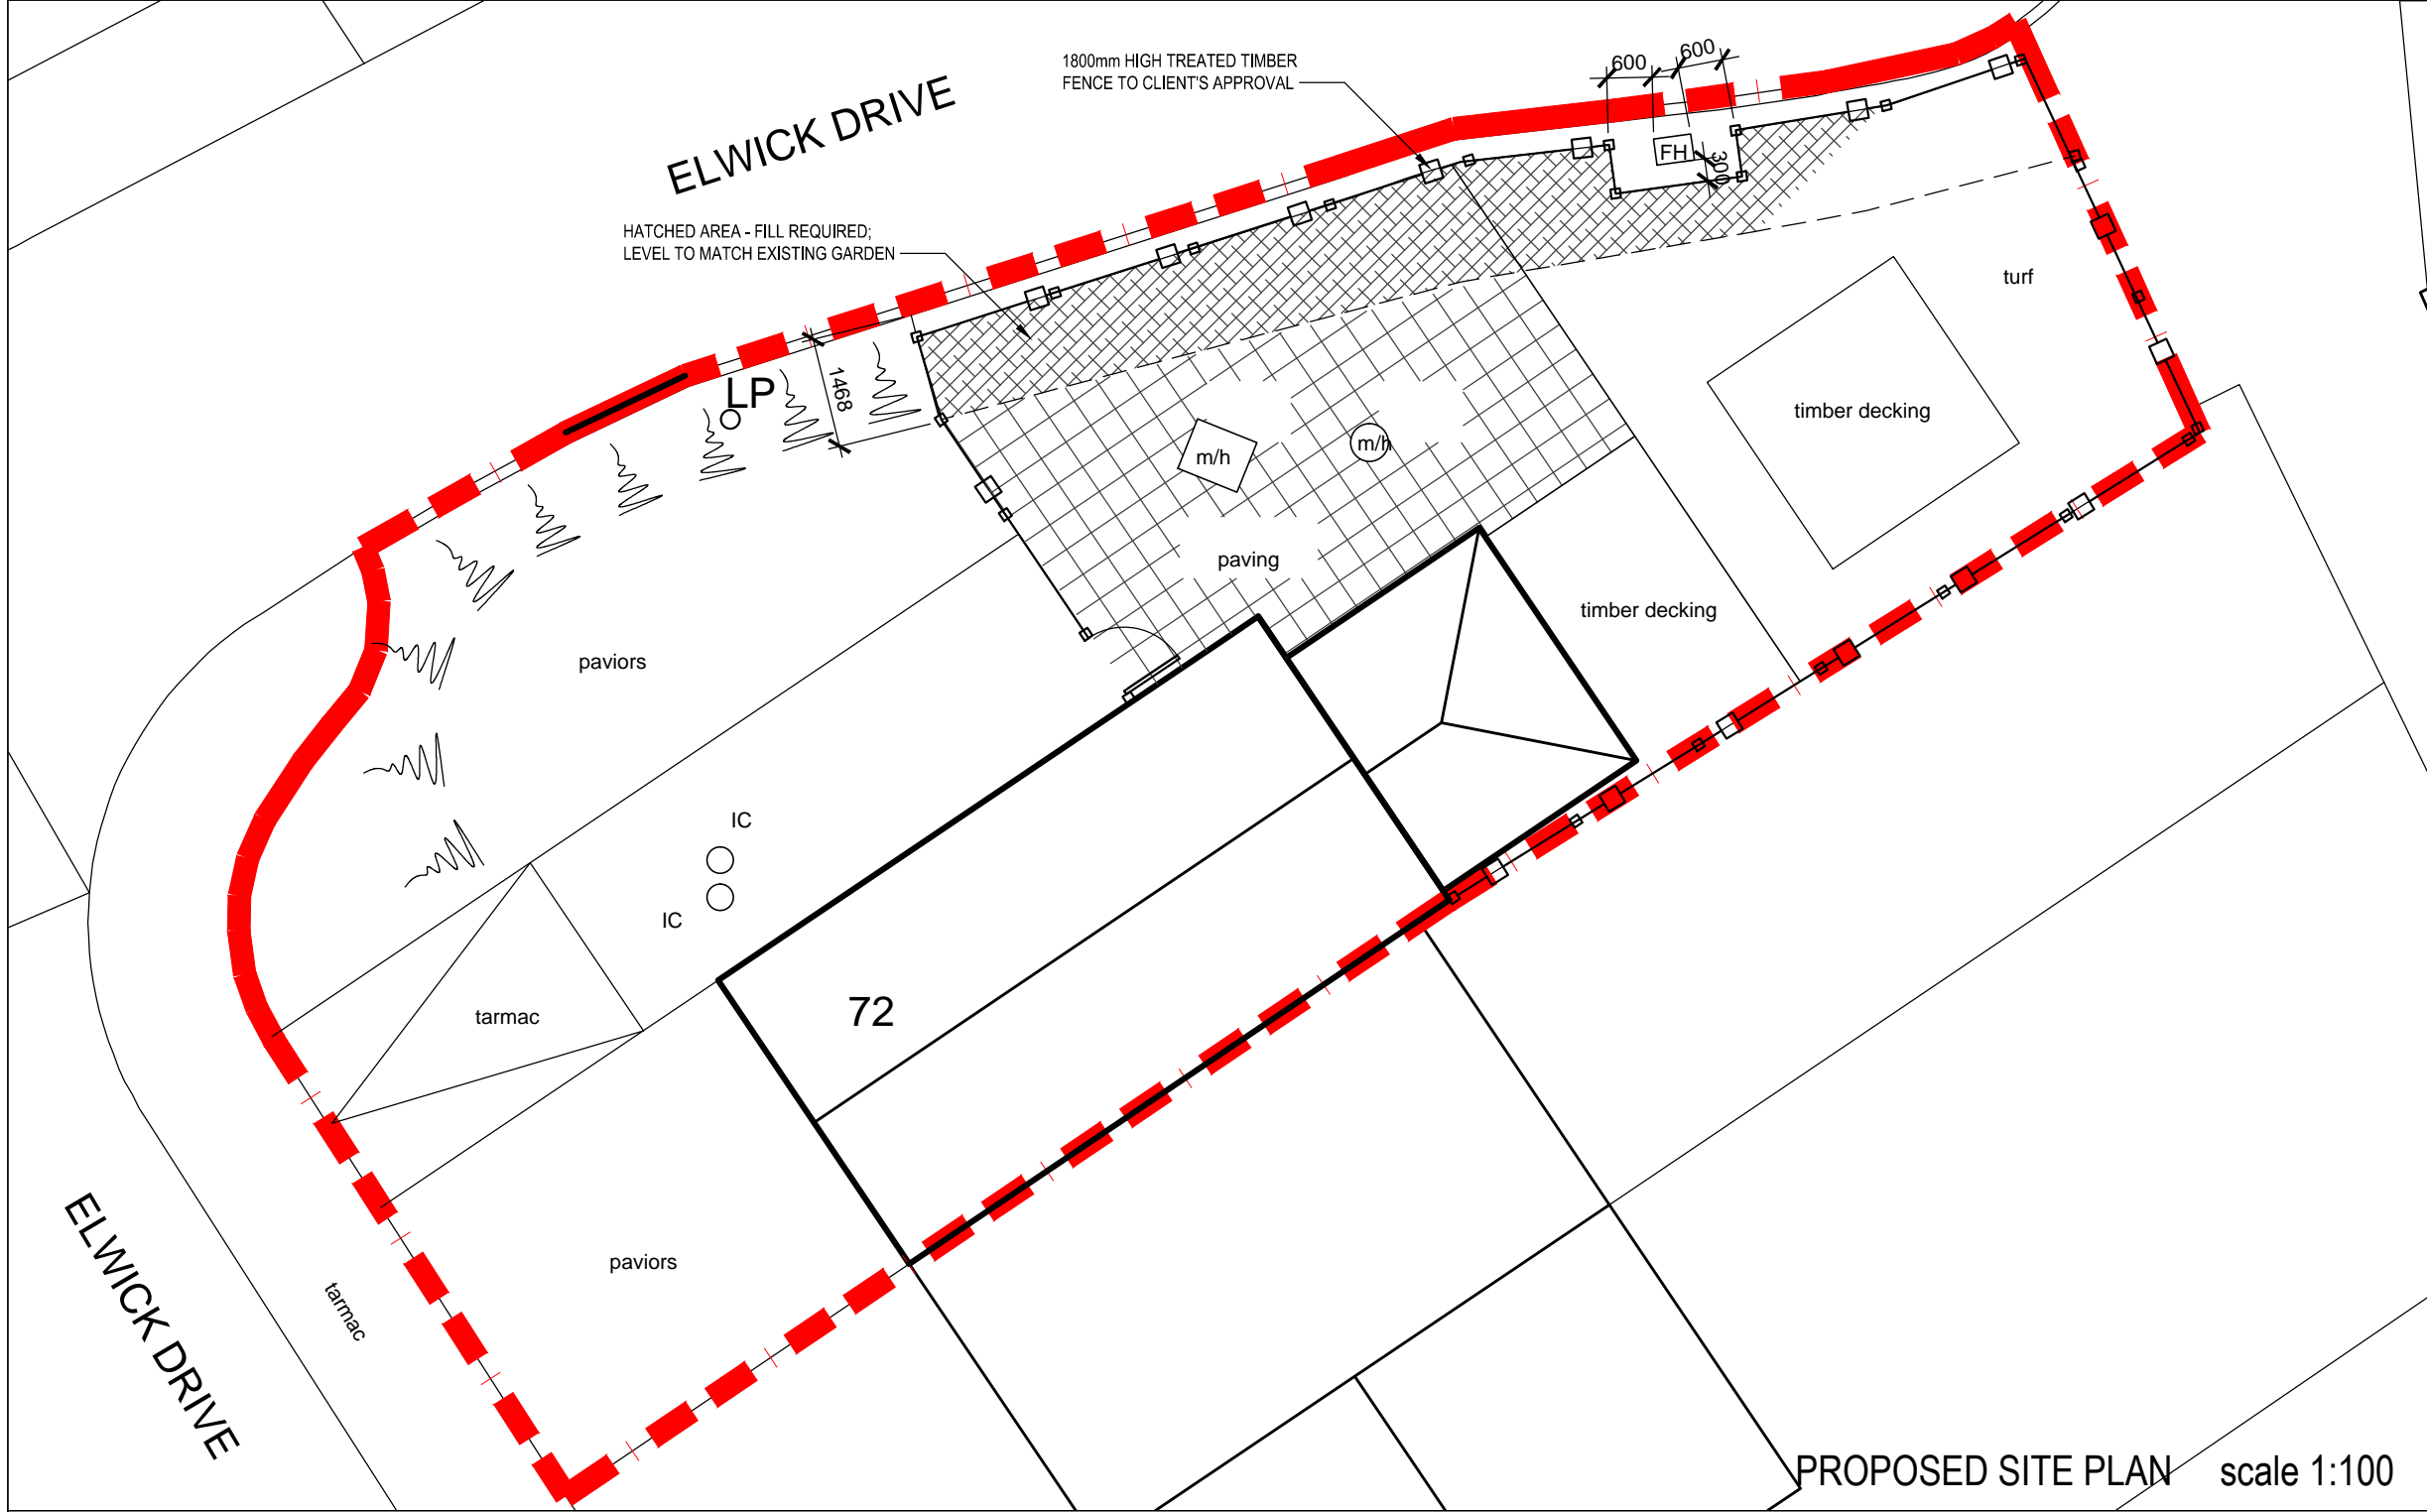 1800mm HIGH TREATED TIMBER
FENCE TO CLIENT'S APPROVAL
600
600
ELWICK DRIVE
FH
300
HATCHED AREA - FILL REQUIRED;
LEVEL TO MATCH EXISTING GARDEN
turf
LP
1468
timber decking
m/h
m/h
paving
timber decking
paviors
IC
IC
72
tarmac
paviors
tarmac
ELWICK DRIVE
PROPOSED SITE PLAN scale 1:100